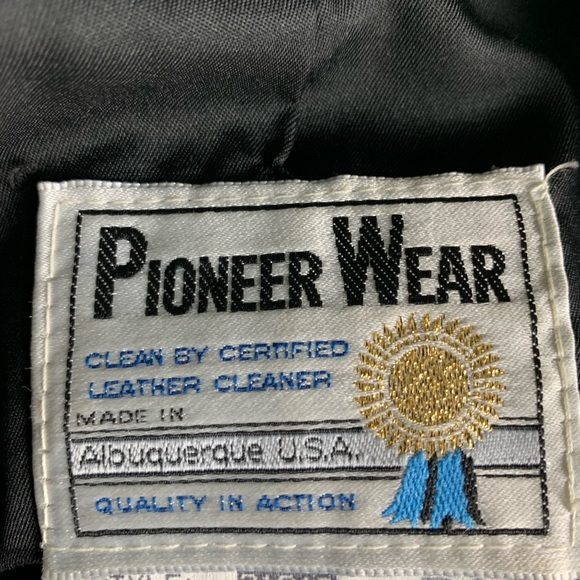 PIONEER WEAR
CLEAN BY CERTIFIED
LEATHER CLEANER
MADE IN
Albuquerque U.S.A.
QUALITY IN ACTION